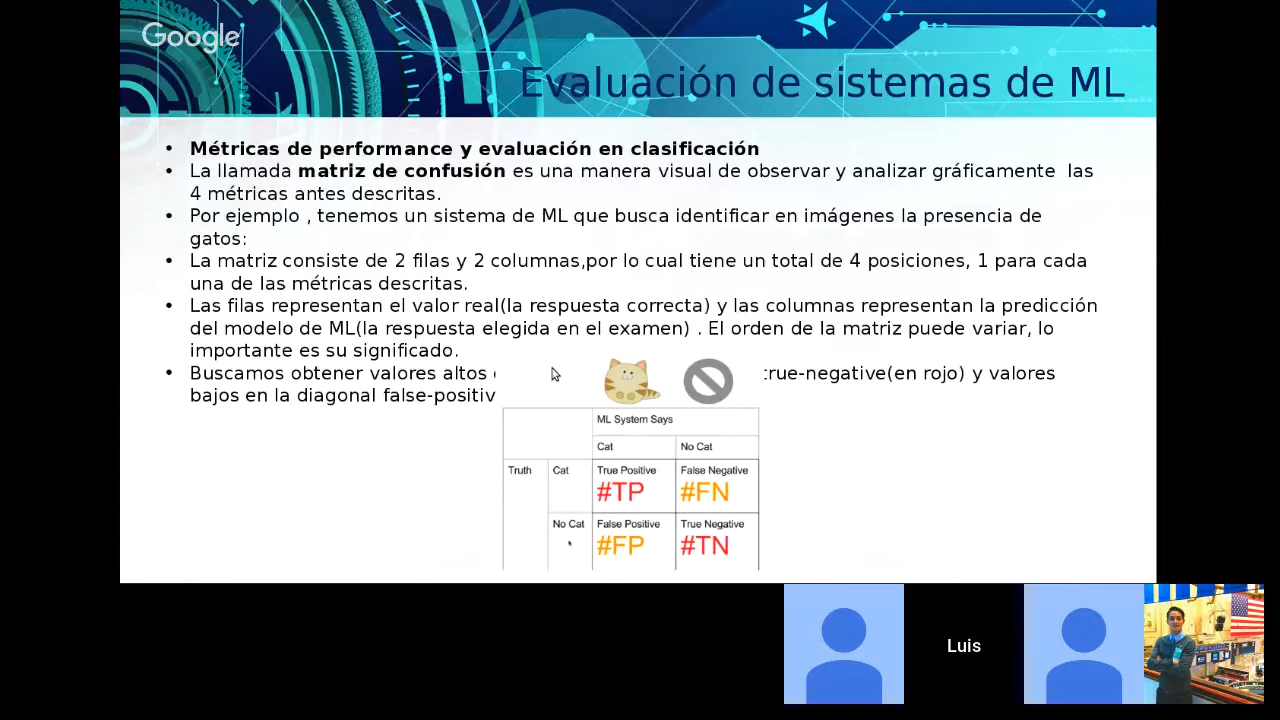 Google
Evaluación de sistemas de ML
• Métricas de performance y evaluación en clasificación
• La llamada matriz de confusión es una manera visual de observar y analizar gráficamente las
4 métricas antes descritas.
• Por ejemplo , tenemos un sistema de ML que busca identificar en imágenes la presencia de
gatos:
• La matriz consiste de 2 filas y 2 columnas,por lo cual tiene un total de 4 posiciones, 1 para cada
una de las métricas descritas.
• Las filas representan el valor real(la respuesta correcta) y las columnas representan la predicción
del modelo de ML(la respuesta elegida en el examen) . El orden de la matriz puede variar, lo
importante es su significado.
• Buscamos obtener valores altos true-negative(en rojo) y valores
bajos en la diagonal false-positiv
ML System Says
Cat No Cat
Truth Cat True Positive False Negative
#TP #FN
No Cat False Positive True Negative
#FP #TN
Luis